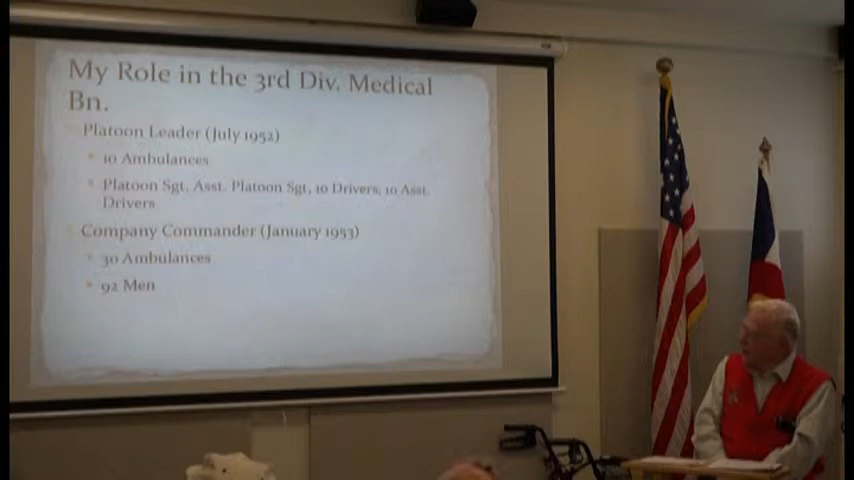 My Role in the 3rd Div. Medical
Bn.
Platoon Leader (July 1952)
10 Ambulances
Platoon Sgt, Asst. Platoon Sgt, 10 Drivers, 10 Asst.
Drivers
Company Commander (January 1953)
30 Ambulances
92 Men